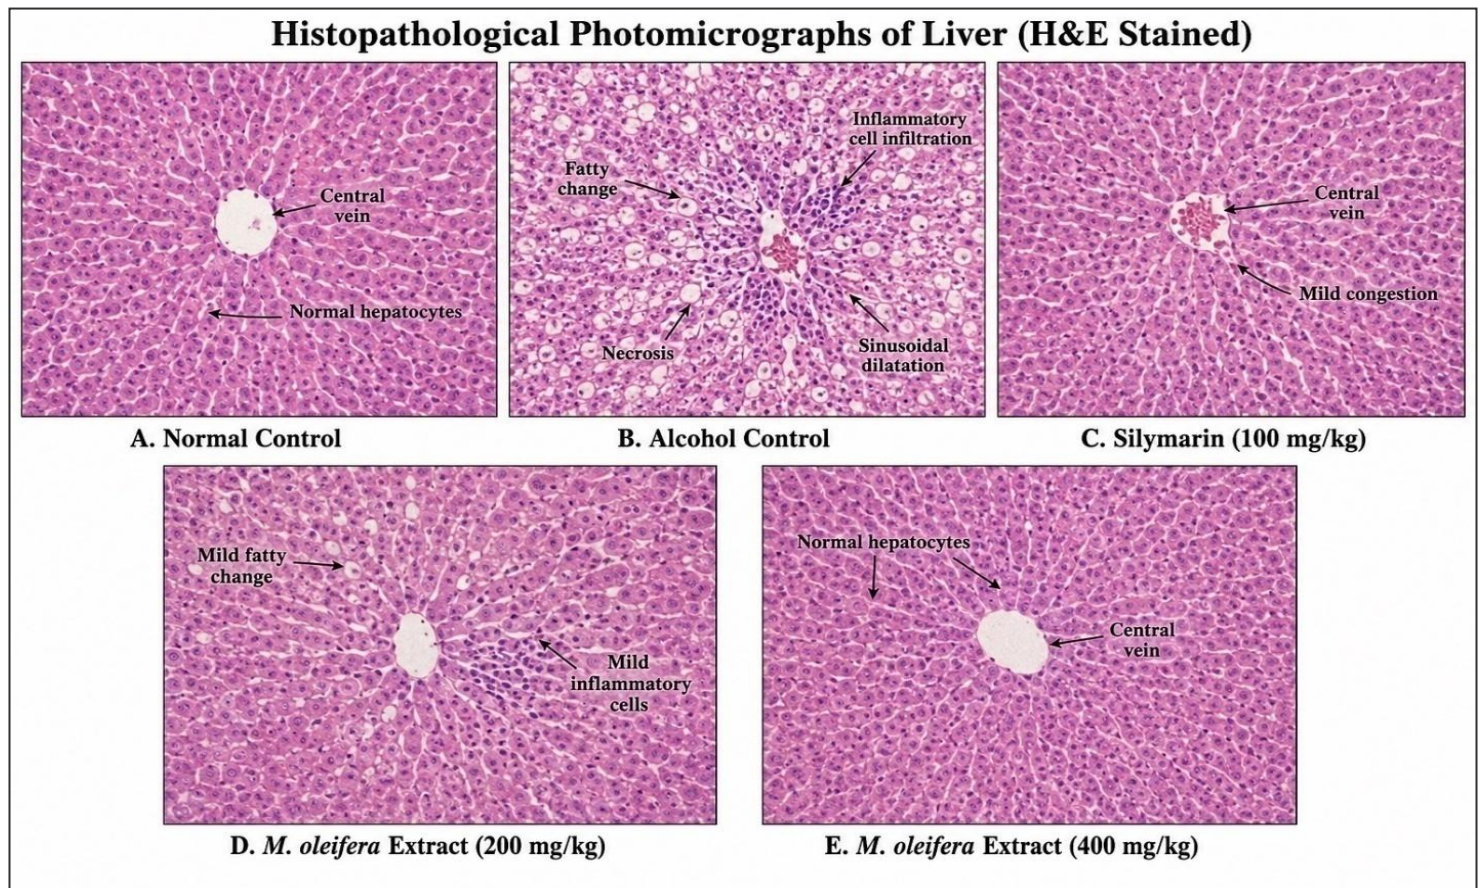 Histopathological Photomicrographs of Liver (H&E Stained)
Central
vein
Normal hepatocytes
A. Normal Control
Inflammatory
cell infiltration
Fatty
change
Necrosis
Sinusoidal
dilatation
B. Alcohol Control
Central
vein
Mild congestion
C. Silymarin (100 mg/kg)
Mild fatty
change
Mild
inflammatory
cells
D. M. oleifera Extract (200 mg/kg)
Normal hepatocytes
Central
vein
E. M. oleifera Extract (400 mg/kg)